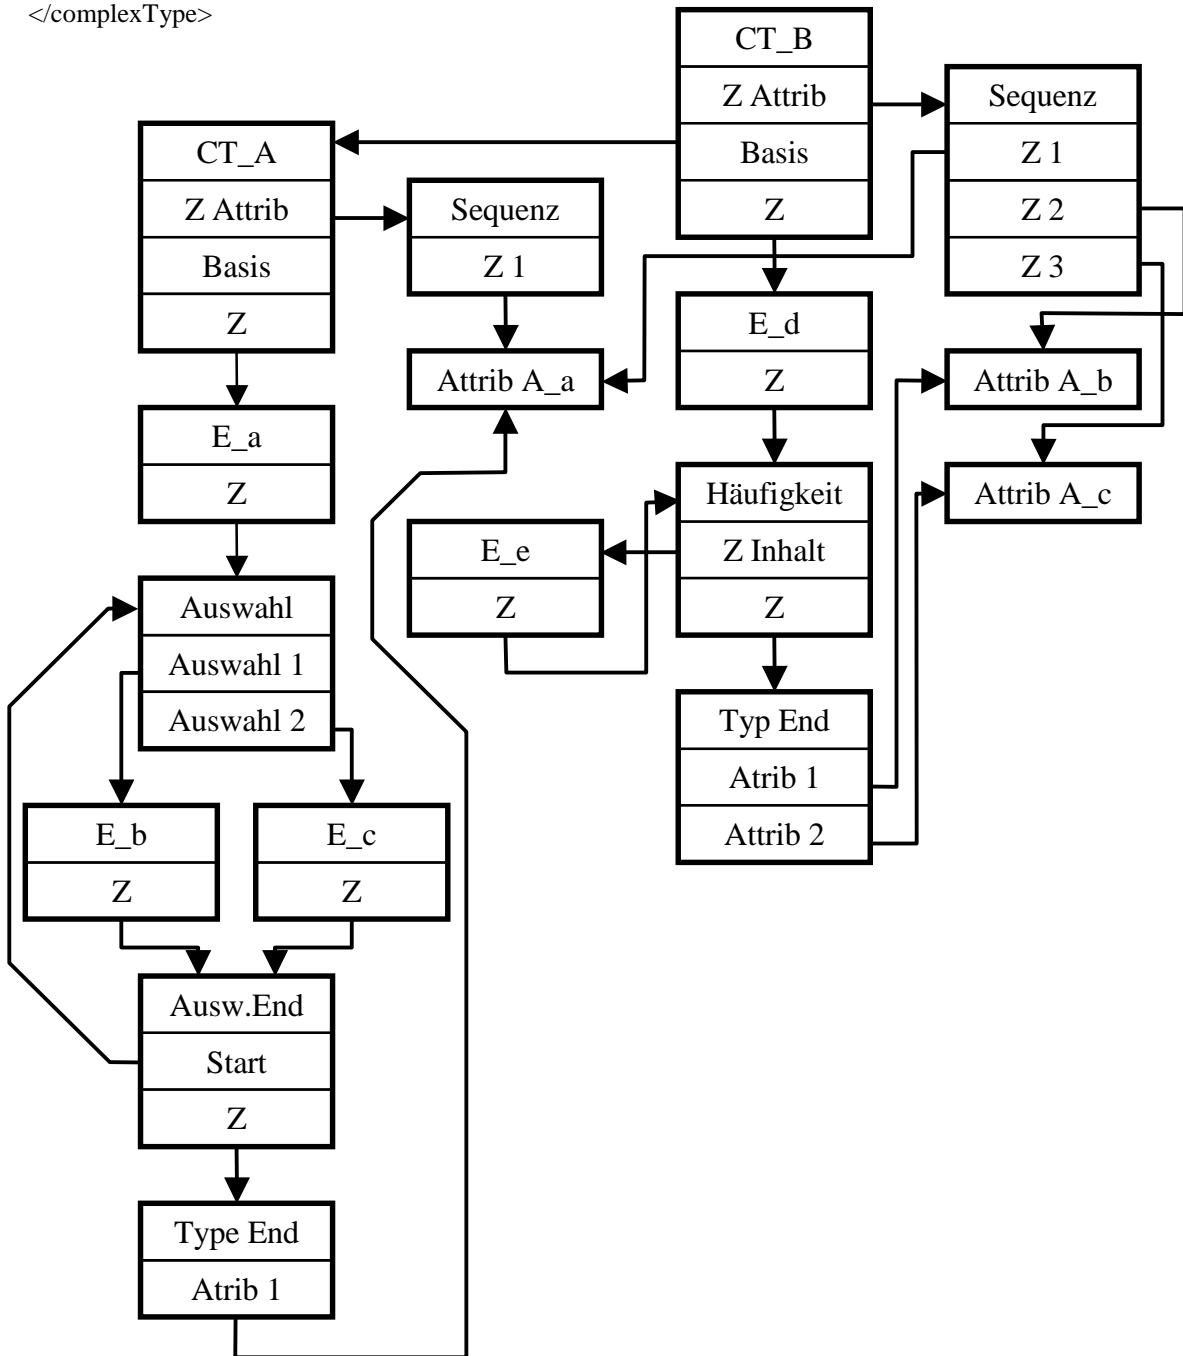 </complexType>
CT_B
Z Attrib
Basis
Z
Sequenz
Z 1
Z 2
Z 3
CT_A
Z Attrib
Basis
Z
Sequenz
Z 1
Attrib A_a
E_d
Z
Attrib A_b
Attrib A_c
E_a
Z
Häufigkeit
Z Inhalt
Z
E_e
Z
Auswahl
Auswahl 1
Auswahl 2
Typ End
Atrib 1
Attrib 2
E_b
Z
E_c
Z
Ausw.End
Start
Z
Type End
Atrib 1